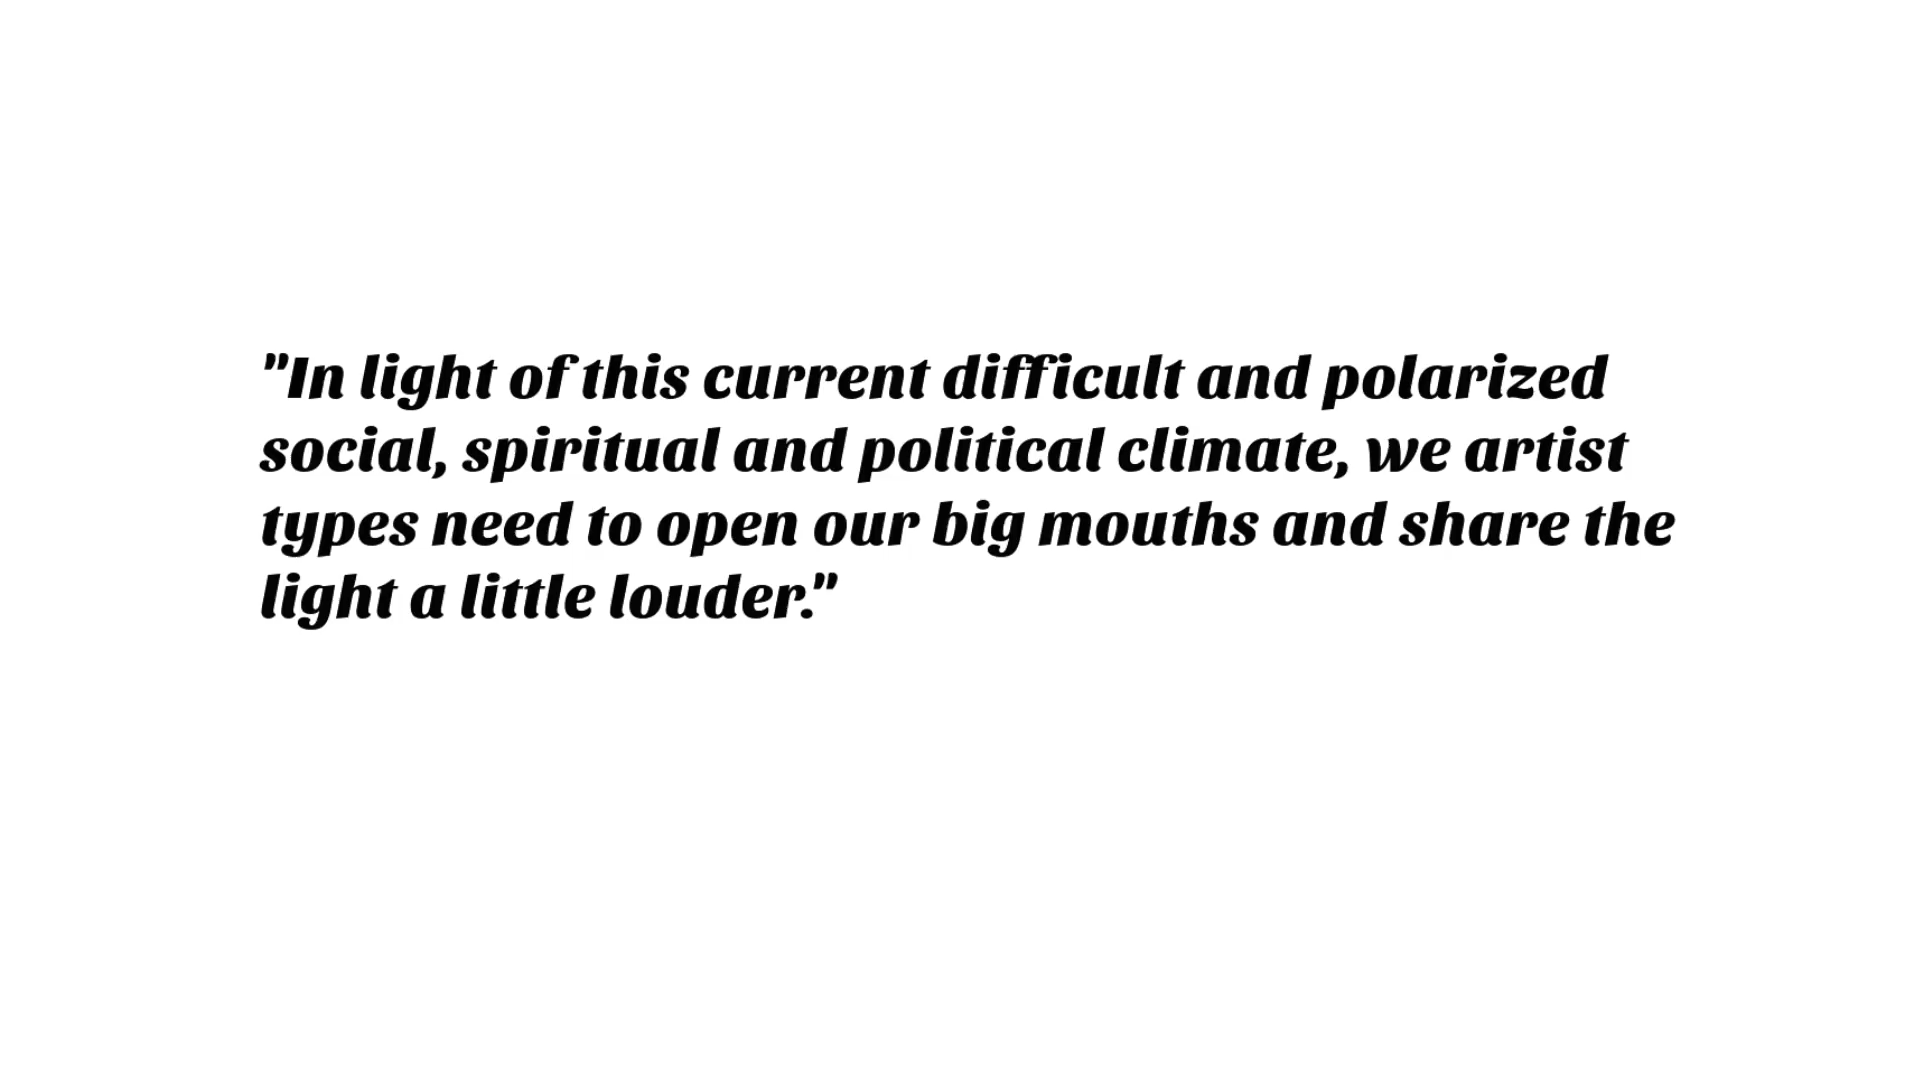 "In light of this current difficult and polarized
social, spiritual and political climate, we artist
types need to open our big mouths and share the
light a little louder."